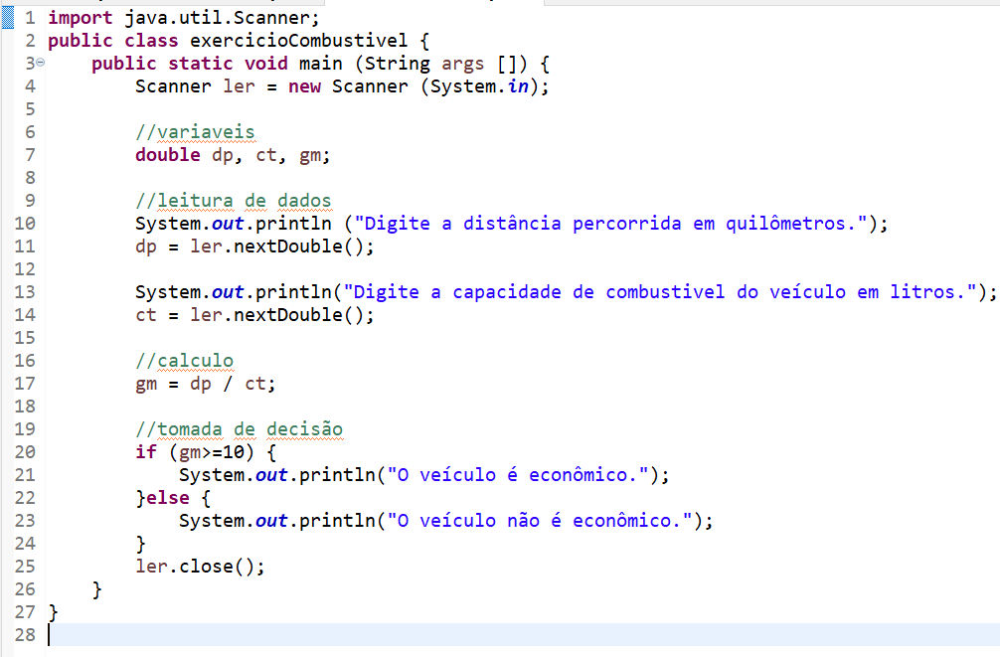 1 import java.util.Scanner;
2 public class exercicioCombustivel {
3 public static void main (String args []) {
4 Scanner ler = new Scanner (System.in);
5
6 //variaveis
7 double dp, ct, gm;
8
9 //leitura de dados
10 System.out.println ("Digite a distância percorrida em quilômetros.");
11 dp = ler.nextDouble();
12
13 System.out.println("Digite a capacidade de combustivel do veículo em litros.");
14 ct = ler.nextDouble();
15
16 //calculo
17 gm = dp / ct;
18
19 //tomada de decisão
20 if (gm>=10) {
21 System.out.println("O veículo é econômico.");
22 }else {
23 System.out.println("O veículo não é econômico.");
24 }
25 ler.close();
26 }
27 }
28